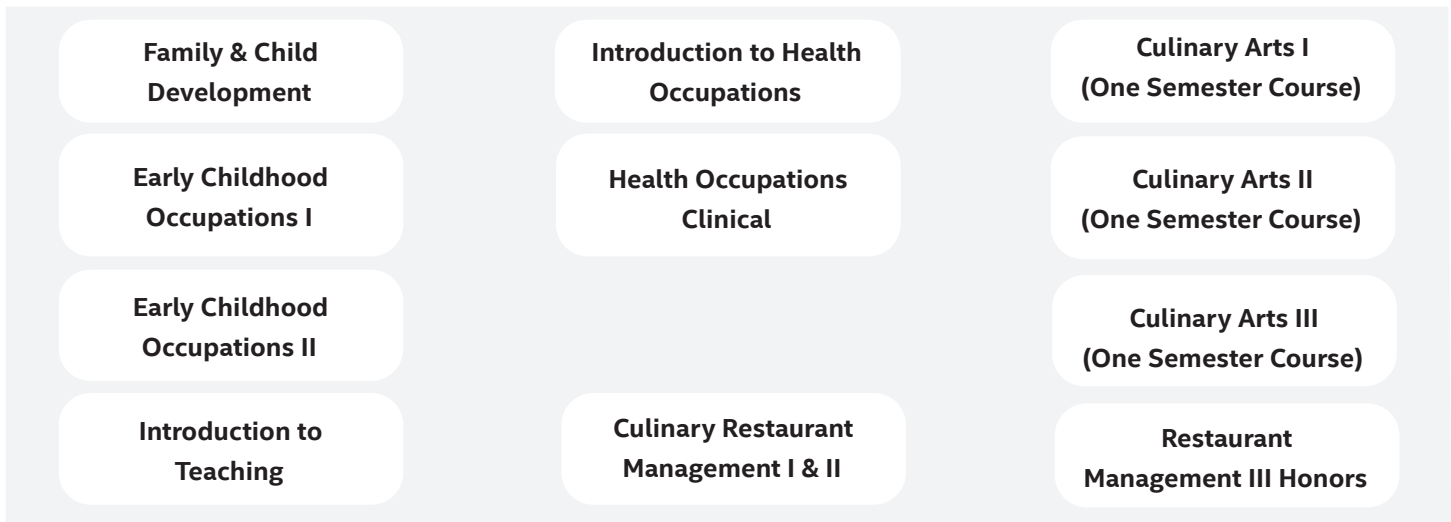 Family & Child
Development
Early Childhood
Occupations I
Early Childhood
Occupations II
Introduction to
Teaching
Introduction to Health
Occupations
Health Occupations
Clinical
Culinary Restaurant
Management I & II
Culinary Arts I
(One Semester Course)
Culinary Arts II
(One Semester Course)
Culinary Arts III
(One Semester Course)
Restaurant
Management III Honors